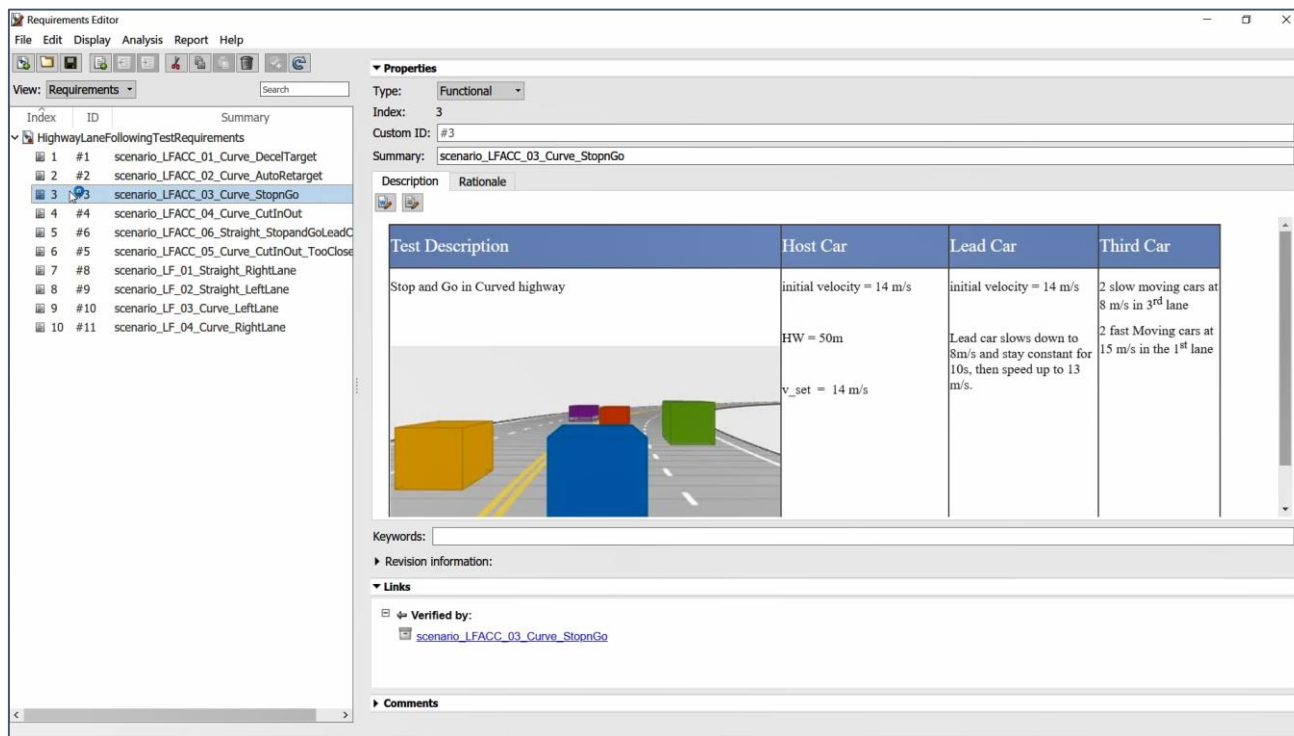 Requirements Editor
File Edit Display Analysis Report Help
View: Requirements
Search
Index ID Summary
HighwayLaneFollowingTestRequirements
1 #1 scenario_LFACC_01_Curve_DecelTarget
2 #2 scenario_LFACC_02_Curve_AutoRetarget
3 #3 scenario_LFACC_03_Curve_StopnGo
4 #4 scenario_LFACC_04_Curve_CutInOut
5 #6 scenario_LFACC_06_Straight_StopandGoLeadC
6 #5 scenario_LFACC_05_Curve_CutInOut_TooClose
7 #8 scenario_LF_01_Straight_RightLane
8 #9 scenario_LF_02_Straight_LeftLane
9 #10 scenario_LF_03_Curve_LeftLane
10 #11 scenario_LF_04_Curve_RightLane
Properties
Type: Functional
Index: 3
Custom ID: #3
Summary: scenario_LFACC_03_Curve_StopnGo
Description Rationale
Test Description Host Car Lead Car Third Car
Stop and Go in Curved highway
initial velocity = 14 m/s
HW = 50m
v_set = 14 m/s
initial velocity = 14 m/s
Lead car slows down to
8m/s and stay constant for
10s, then speed up to 13
m/s.
2 slow moving cars at
8 m/s in 3rd lane
2 fast Moving cars at
15 m/s in the 1st lane
Keywords:
Revision information:
Links
Verified by:
scenario_LFACC_03_Curve_StopnGo
Comments